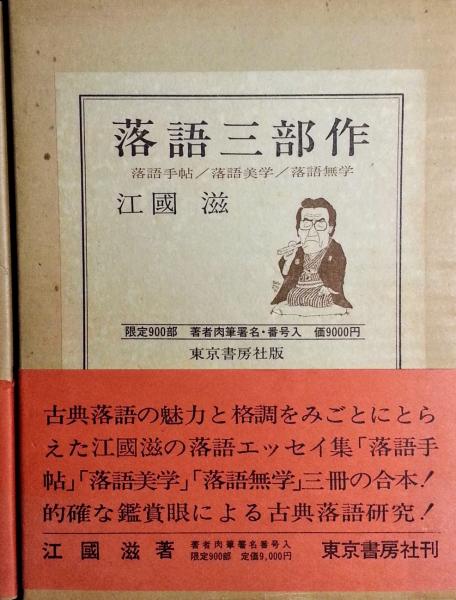 落語三部作
落語手帖／落語美学／落語無学
江國 滋
限定900部 著者肉筆署名・番号入 価9000円
東京書房社版
古典落語の魅力と格調をみごとにとら
えた江國滋の落語エッセイ集「落語手
帖」「落語美学」「落語無学」三冊の合本!
的確な鑑賞眼による古典落語研究!
江國 滋著 著者肉筆署名番号入
限定900部 定価9,000円
東京書房社刊